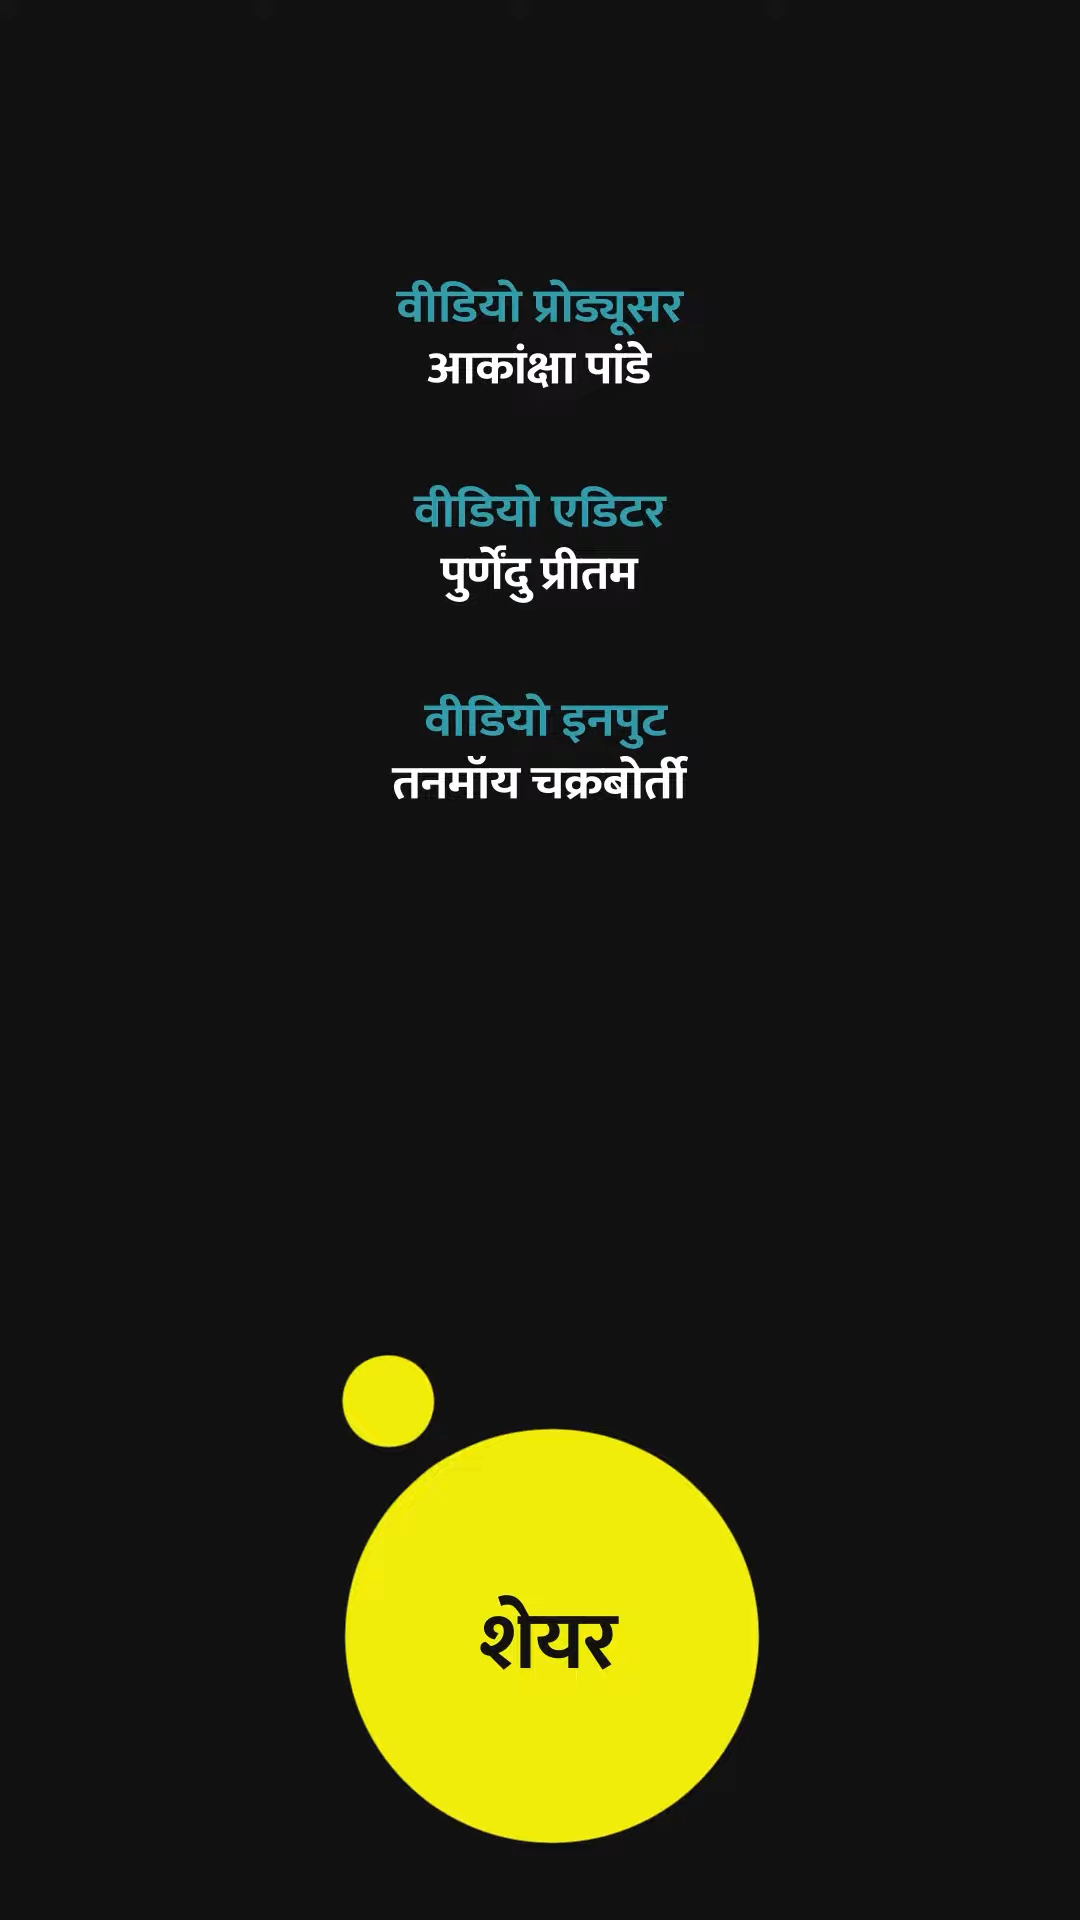 वीडियो प्रोड्यूसर
आकांक्षा पांडे
वीडियो एडिटर
पुर्णेंदु प्रीतम
वीडियो इनपुट
तनमॉय चक्रबोर्ती
शेयर